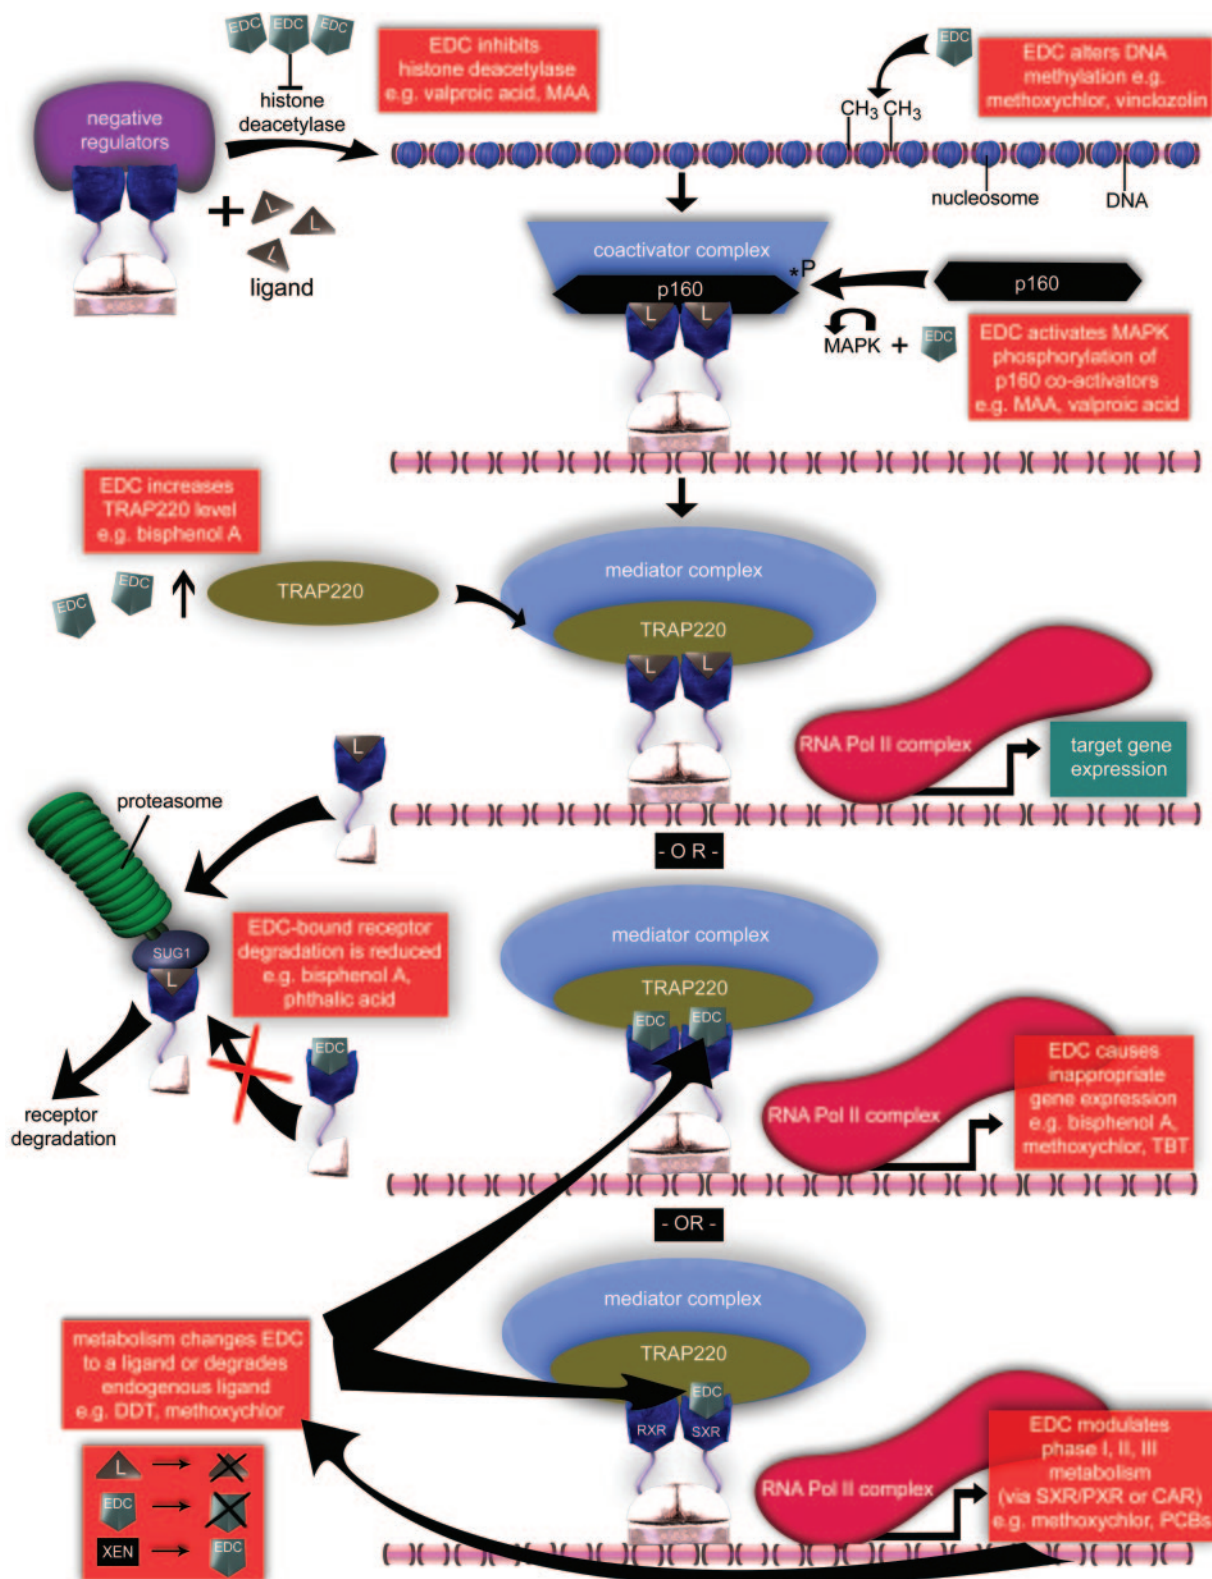 EDC
EDC
EDC
EDC inhibits
histone deacetylase
e.g. valproic acid, MAA
histone
deacetylase
negative
regulators
L
L
L
ligand
EDC
EDC alters DNA
methylation e.g.
methoxychlor, vinclozolin
CH3 CH3
nucleosome
DNA
coactivator complex
*P
p160
L
L
p160
MAPK + EDC
EDC activates MAPK
phosphorylation of
p160 co-activators
e.g. MAA, valproic acid
EDC increases
TRAP220 level
e.g. bisphenol A
EDC
EDC
TRAP220
mediator complex
TRAP220
L
L
RNA Pol II complex
target gene
expression
- O R -
L
proteasome
SUG1
L
EDC-bound receptor
degradation is reduced
e.g. bisphenol A,
phthalic acid
EDC
receptor
degradation
mediator complex
TRAP220
EDC
EDC
RNA Pol II complex
EDC causes
inappropriate
gene expression
e.g. bisphenol A,
methoxychlor, TBT
- OR -
mediator complex
TRAP220
EDC
RXR
SXR
RNA Pol II complex
EDC modulates
phase I, II, III
metabolism
(via SXR/PXR or CAR)
e.g. methoxychlor, PCBs
metabolism changes EDC
to a ligand or degrades
endogenous ligand
e.g. DDT, methoxychlor
L
EDC
XEN
EDC